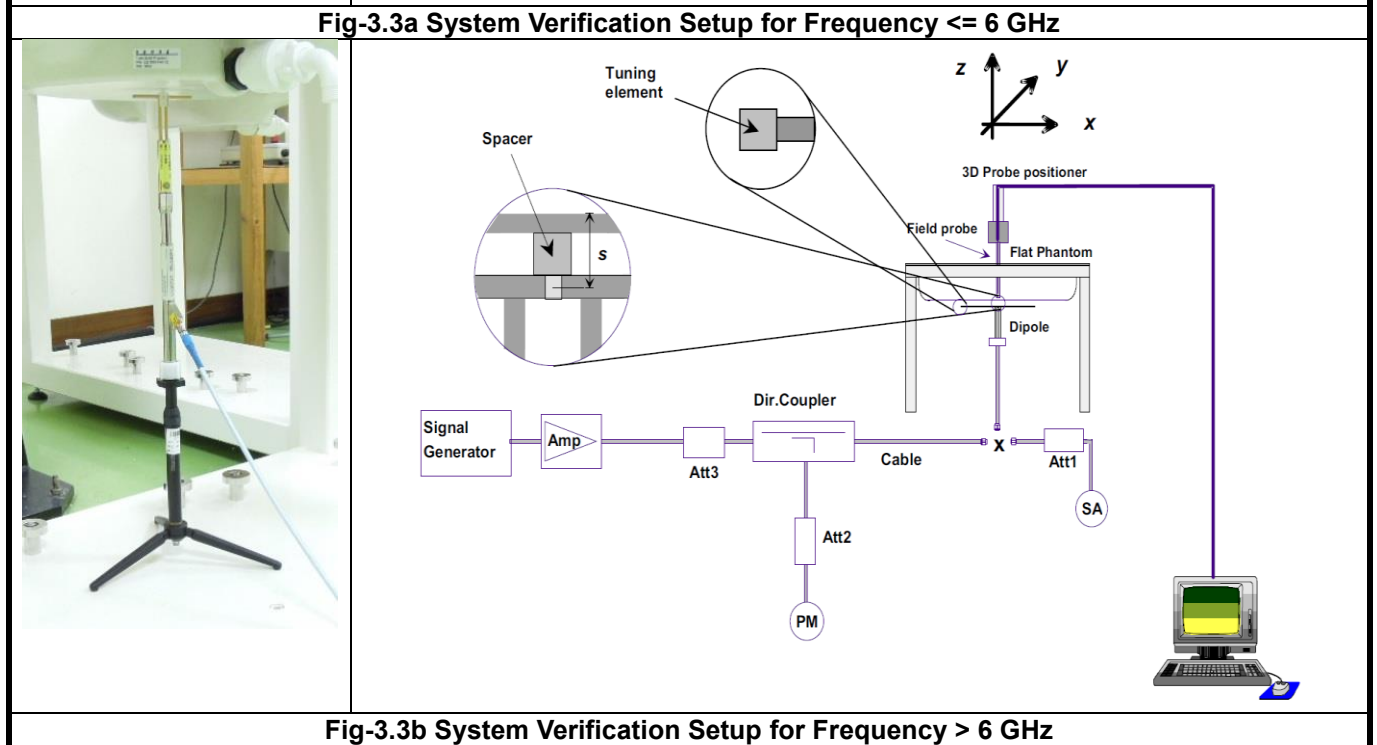 Fig-3.3a System Verification Setup for Frequency <= 6 GHz
Tuning
element
z
y
x
Spacer
3D Probe positioner
s
Field probe
Flat Phantom
Dipole
Dir.Coupler
Signal
Generator
Amp
Att3
Cable
x
Att1
SA
Att2
PM
Fig-3.3b System Verification Setup for Frequency > 6 GHz